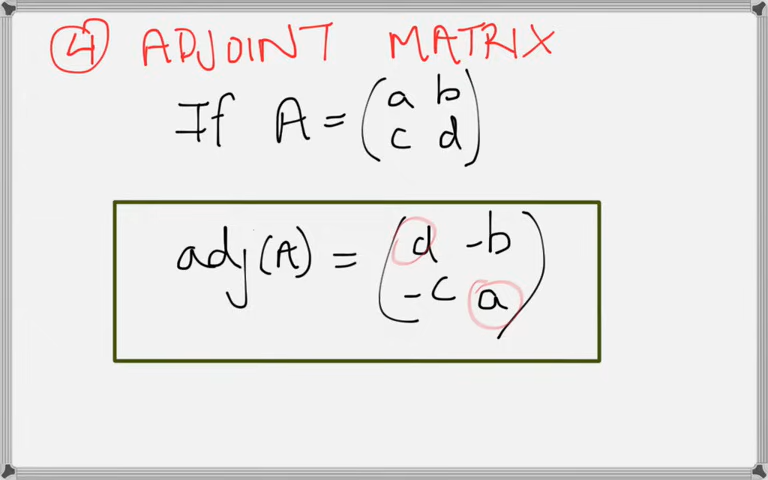 ④ ADJOINT MATRIX
If A = (a b
c d)
adj(A) = (d -b
-c a)